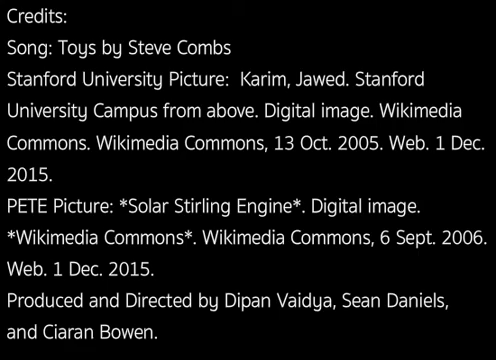 Credits:
Song: Toys by Steve Combs
Stanford University Picture:  Karim, Jawed. Stanford
University Campus from above. Digital image. Wikimedia
Commons. Wikimedia Commons, 13 Oct. 2005. Web. 1 Dec.
2015.
PETE Picture: *Solar Stirling Engine*. Digital image.
*Wikimedia Commons*. Wikimedia Commons, 6 Sept. 2006.
Web. 1 Dec. 2015.
Produced and Directed by Dipan Vaidya, Sean Daniels,
and Ciaran Bowen.